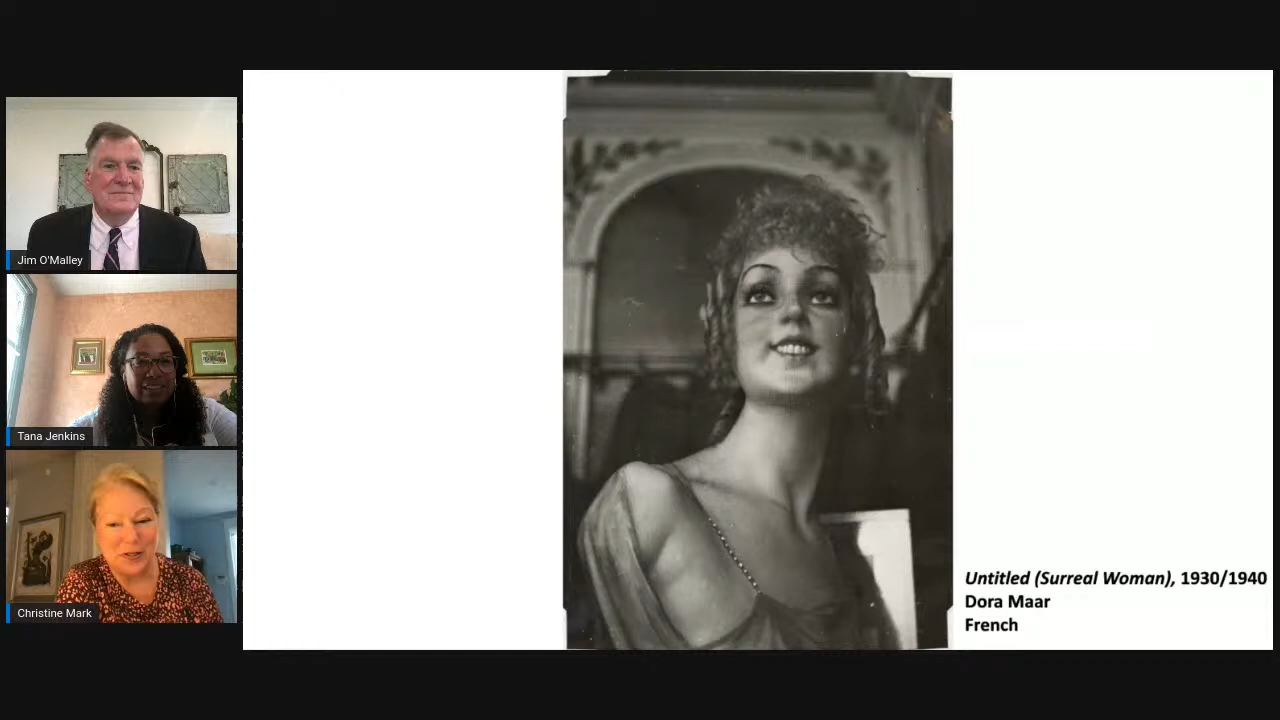 Jim O'Malley
Tana Jenkins
Christine Mark
Untitled (Surreal Woman), 1930/1940
Dora Maar
French